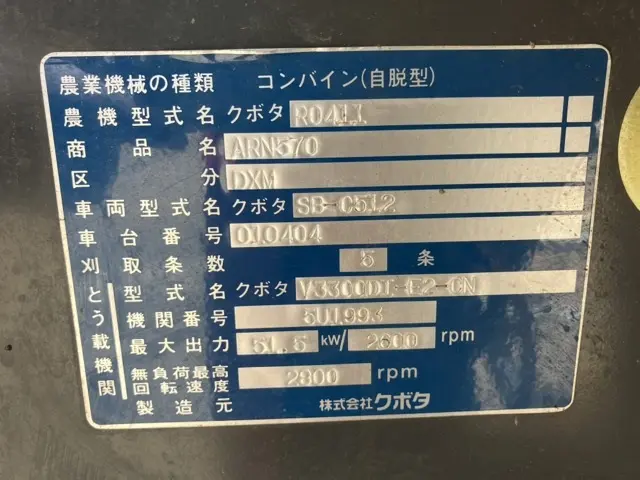 農業機械の種類 コンバイン(自脱型)
農機型式名 クボタ R0411
商品名 ARN570
区分 DXM
車両型式名 クボタ SB-C512
車台番号 010404
刈取条数 5 条
とう載機関 型式名 クボタ V3300DI-E2-CN
機関番号 5U1993
最大出力 51.5 kW/ 2600 rpm
無負荷最高回転速度 2800 rpm
製造元 株式会社クボタ